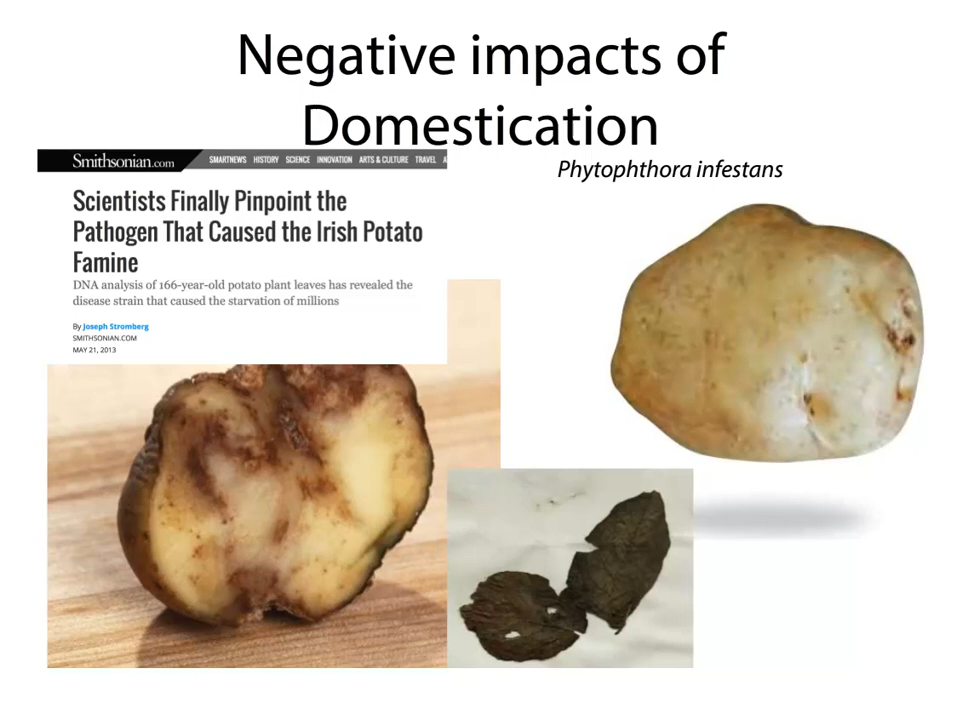 Negative impacts of
Domestication
Smithsonian.com
SMARTNEWS HISTORY SCIENCE INNOVATION ARTS & CULTURE TRAVEL A
Phytophthora infestans
Scientists Finally Pinpoint the
Pathogen That Caused the Irish Potato
Famine
DNA analysis of 166-year-old potato plant leaves has revealed the
disease strain that caused the starvation of millions
By Joseph Stromberg
SMITHSONIAN.COM
MAY 21, 2013